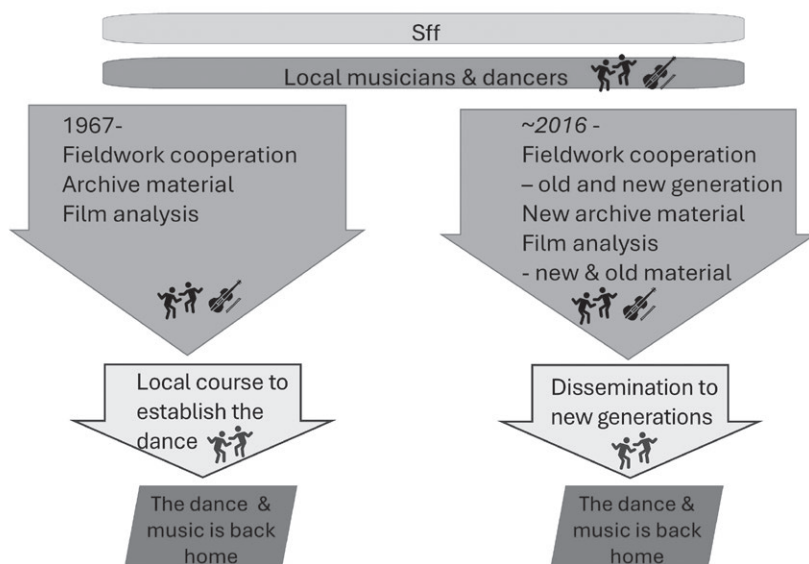 Sff
Local musicians & dancers
1967-
Fieldwork cooperation
Archive material
Film analysis
~2016 -
Fieldwork cooperation
– old and new generation
New archive material
Film analysis
- new & old material
Local course to
establish the
dance
Dissemination to
new generations
The dance &
music is back
home
The dance &
music is back
home